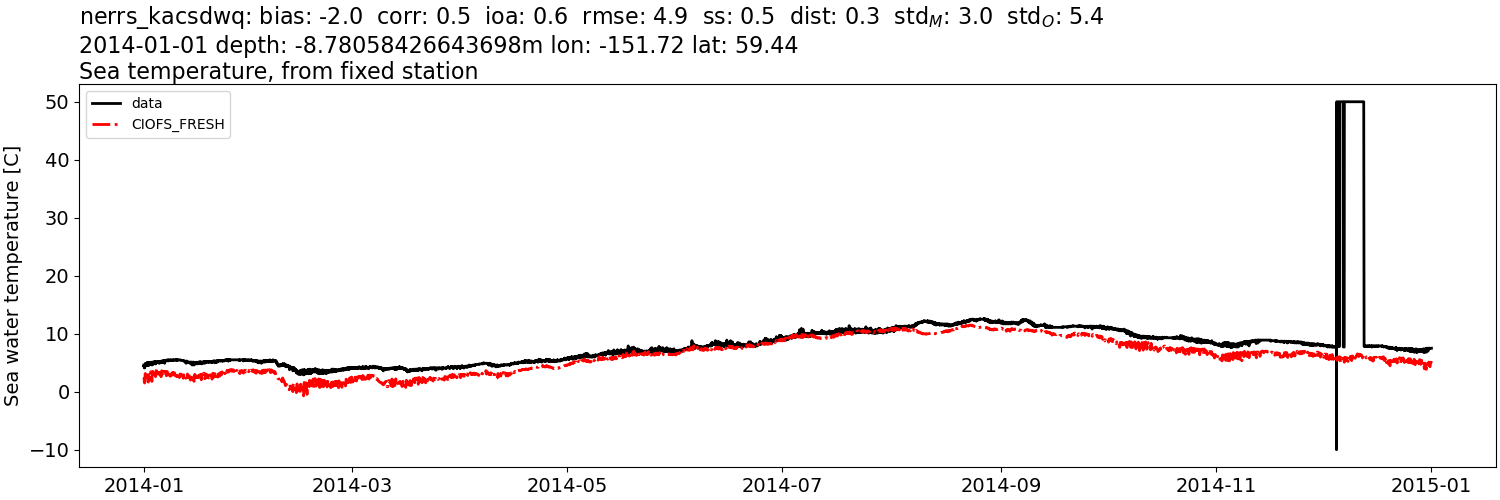 nerrs_kacsdwq: bias: -2.0  corr: 0.5  ioa: 0.6  rmse: 4.9  ss: 0.5  dist: 0.3  std_M: 3.0  std_O: 5.4
2014-01-01 depth: -8.78058426643698m lon: -151.72 lat: 59.44
Sea temperature, from fixed station
data
CIOFS_FRESH
Sea water temperature [C]
50
40
30
20
10
0
−10
2014-01 2014-03 2014-05 2014-07 2014-09 2014-11 2015-01